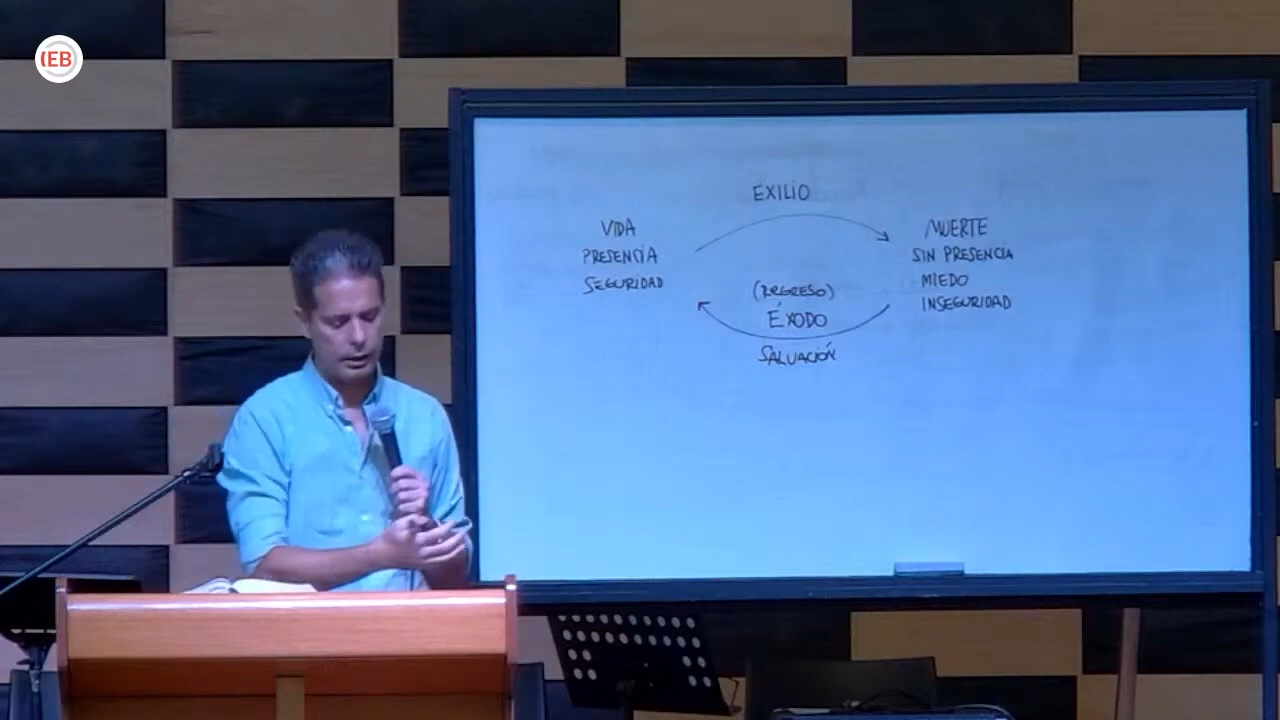 IEB
EXILIO
VIDA
PRESENCIA
SEGURIDAD
MUERTE
SIN PRESENCIA
MIEDO
INSEGURIDAD
(REGRESO)
ÉXODO
SALVACIÓN